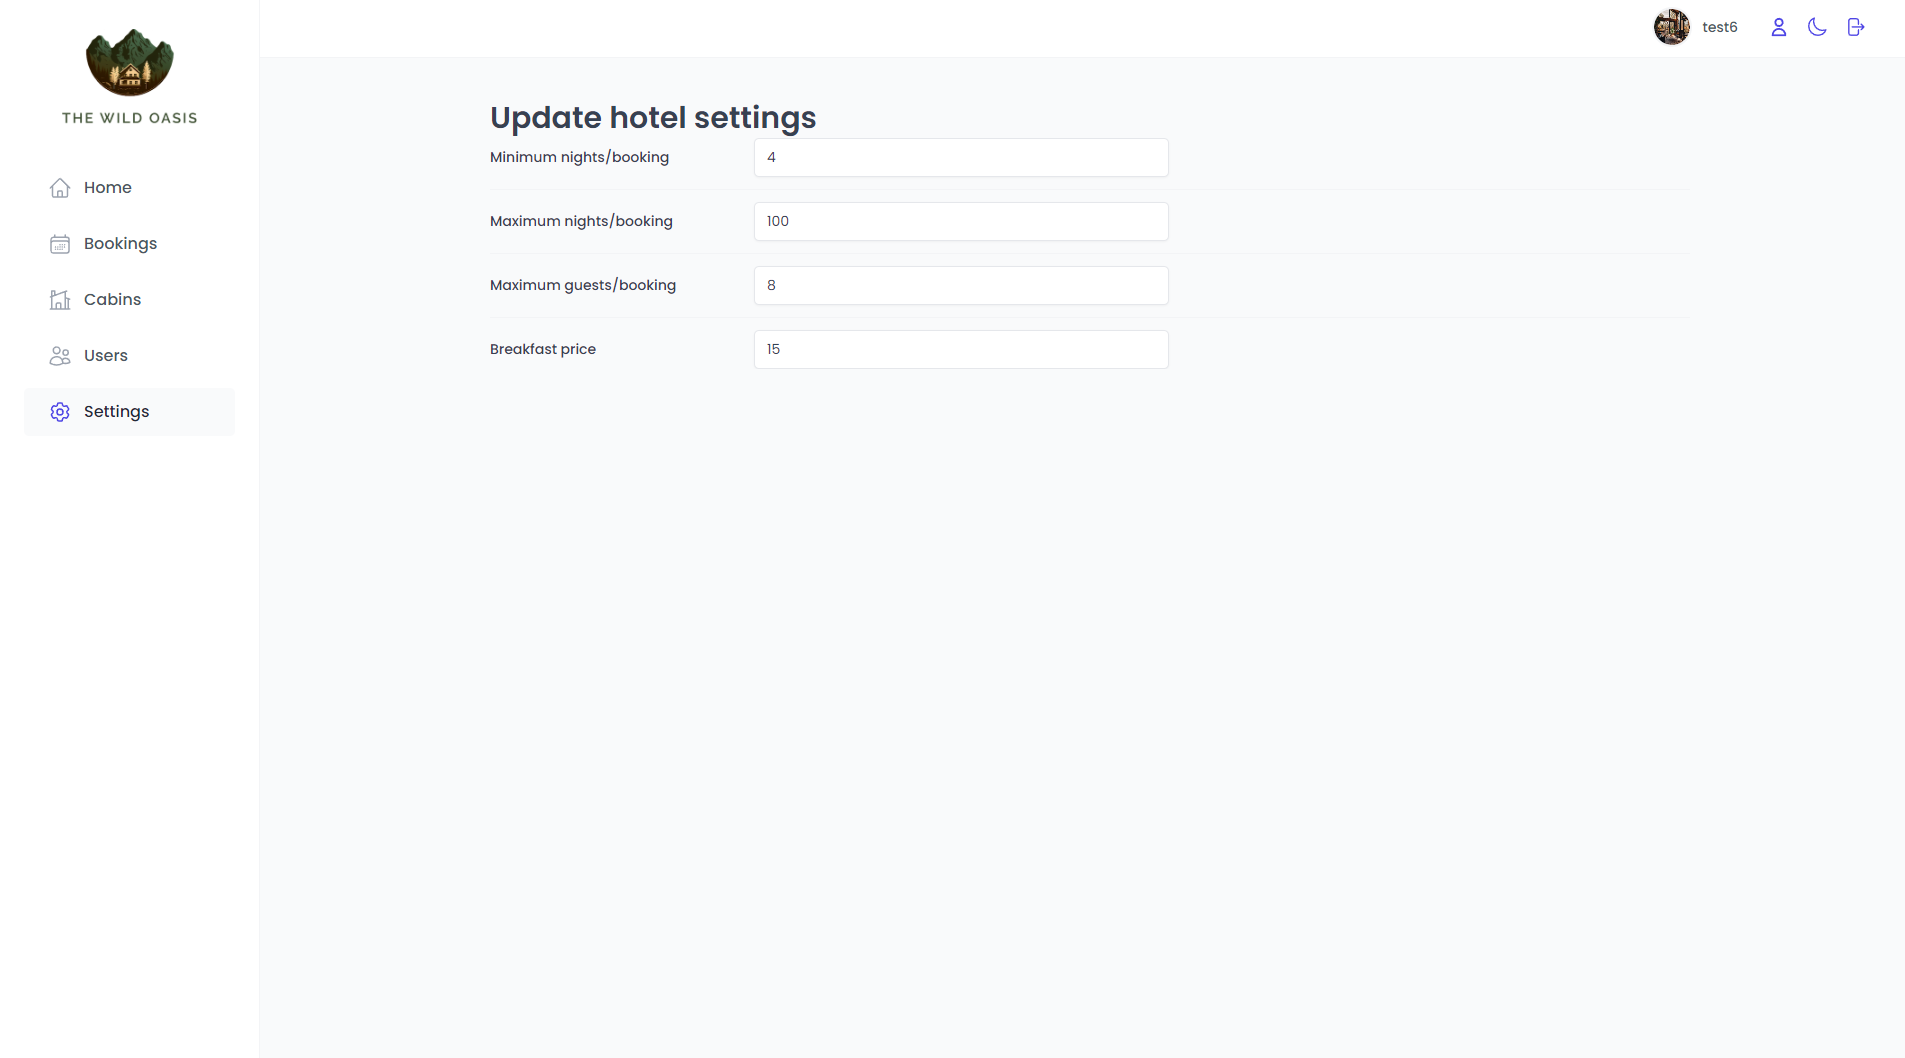 THE WILD OASIS
Home
Bookings
Cabins
Users
Settings
test6
Update hotel settings
Minimum nights/booking
4
Maximum nights/booking
100
Maximum guests/booking
8
Breakfast price
15